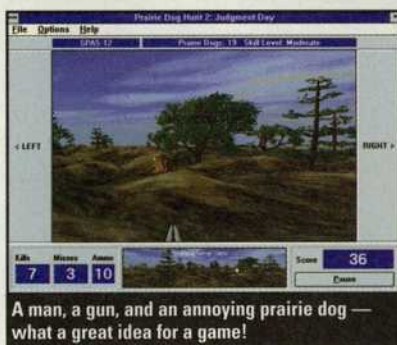 Prairie Dog Hunt 2: Judgment Day
File Options Help
Prairie Dogs: 19 Skill Level: Moderate
< LEFT
RIGHT >
Kills Misses Ammo
7 3 10
Score 36
Pause
A man, a gun, and an annoying prairie dog —
what a great idea for a game!